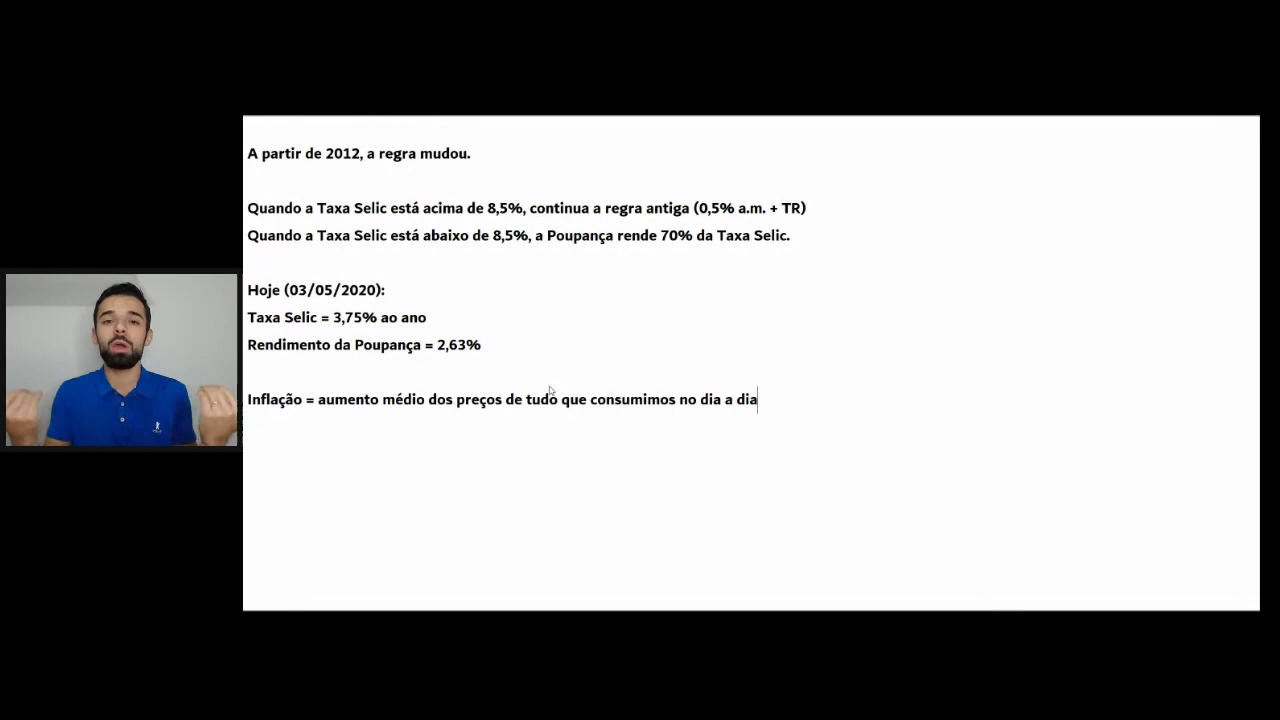 A partir de 2012, a regra mudou.
Quando a Taxa Selic está acima de 8,5%, continua a regra antiga (0,5% a.m. + TR)
Quando a Taxa Selic está abaixo de 8,5%, a Poupança rende 70% da Taxa Selic.
Hoje (03/05/2020):
Taxa Selic = 3,75% ao ano
Rendimento da Poupança = 2,63%
Inflação = aumento médio dos preços de tudo que consumimos no dia a dia